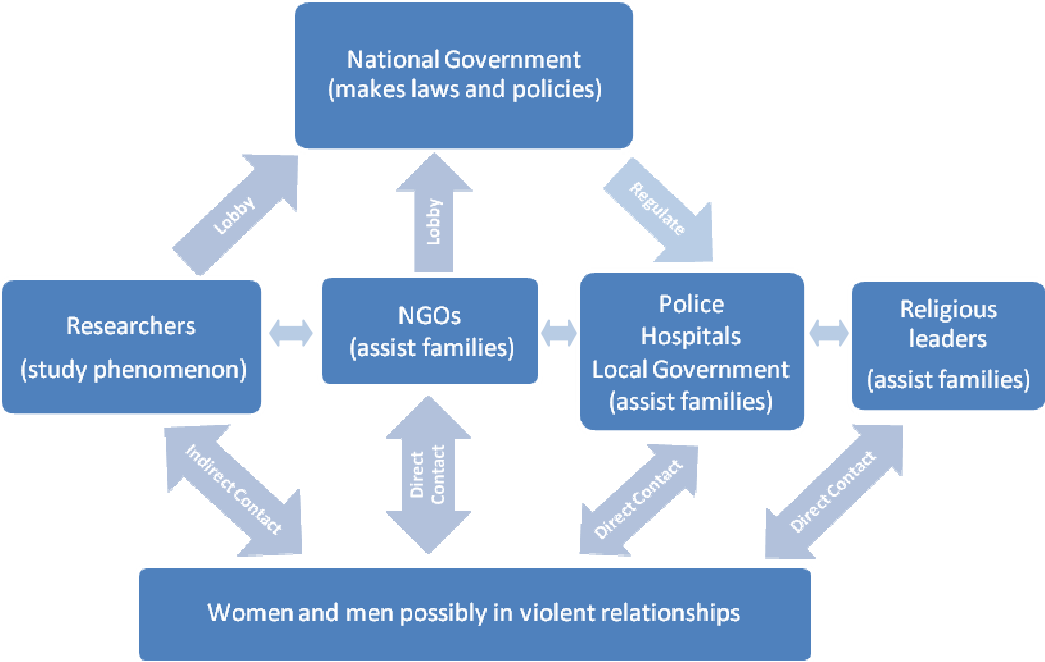 National Government
(makes laws and policies)
Lobby
Lobby
Regulate
Researchers
(study phenomenon)
NGOs
(assist families)
Police
Hospitals
Local Government
(assist families)
Religious
leaders
(assist families)
Indirect Contact
Direct
Contact
Direct Contact
Direct Contact
Women and men possibly in violent relationships